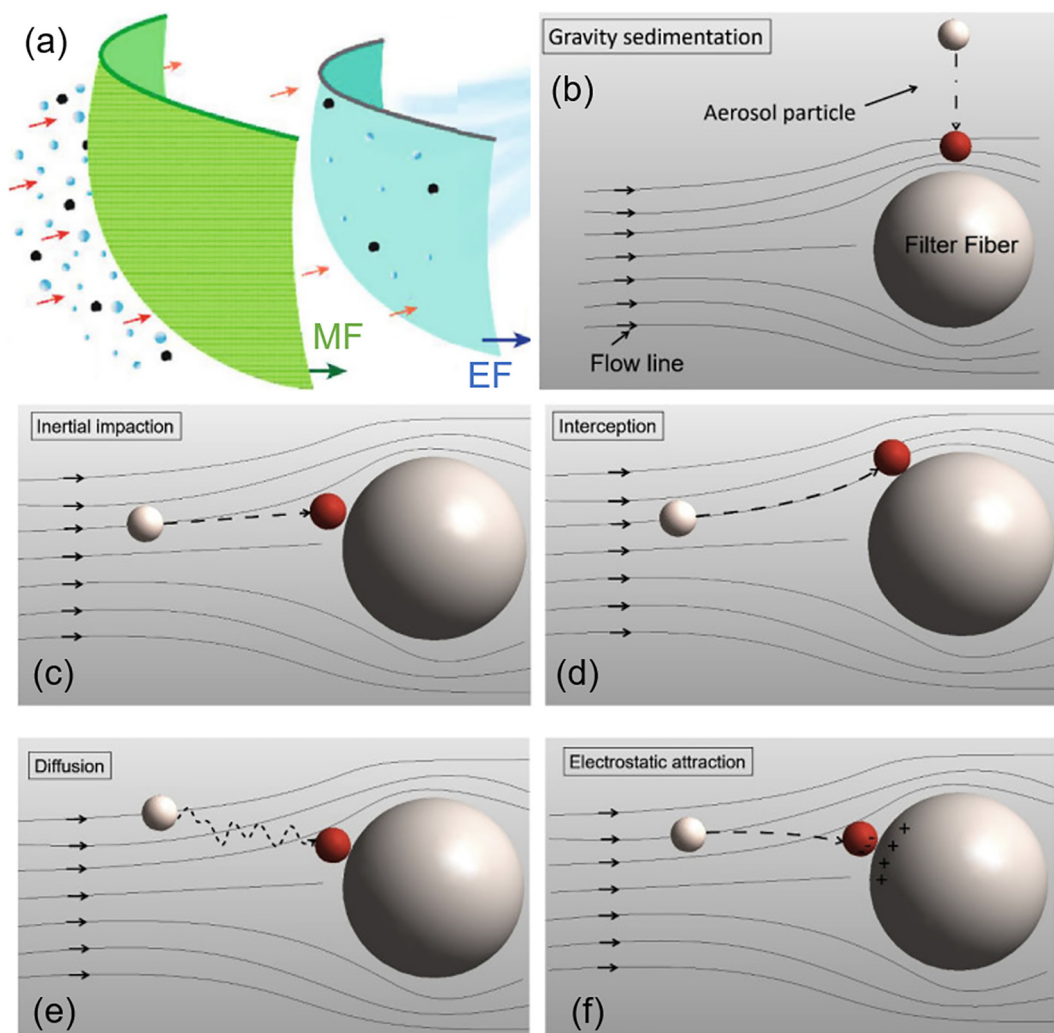 (a)
MF
EF
Gravity sedimentation
(b)
Aerosol particle
Filter Fiber
Flow line
Inertial impaction
(c)
Interception
(d)
Diffusion
(e)
Electrostatic attraction
- + 
- +
- +
+
(f)